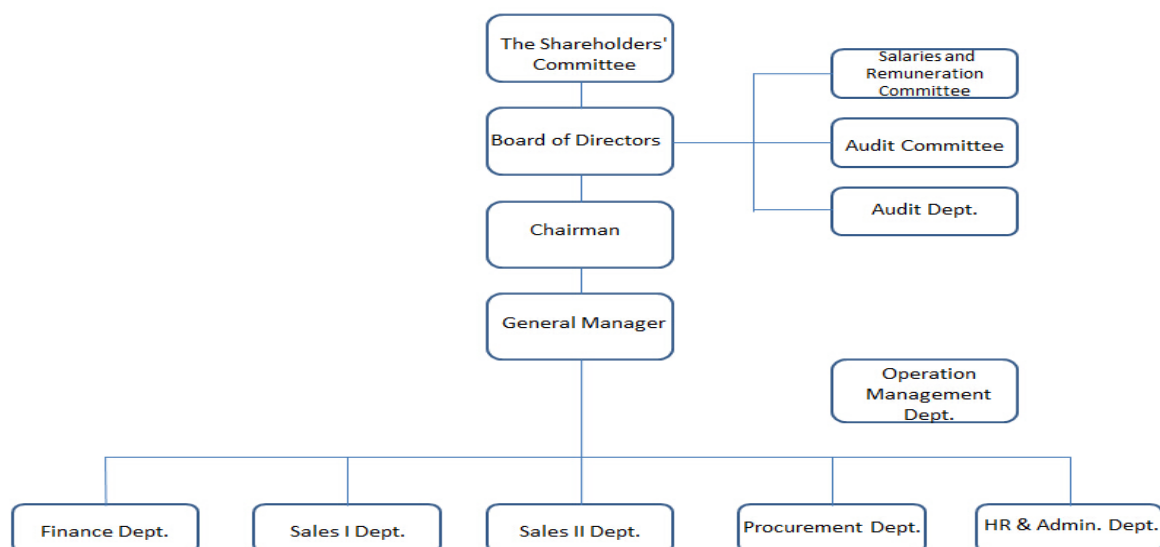 The Shareholders'
Committee
Salaries and
Remuneration
Committee
Board of Directors
Audit Committee
Audit Dept.
Chairman
General Manager
Operation
Management
Dept.
Finance Dept.
Sales I Dept.
Sales II Dept.
Procurement Dept.
HR & Admin. Dept.